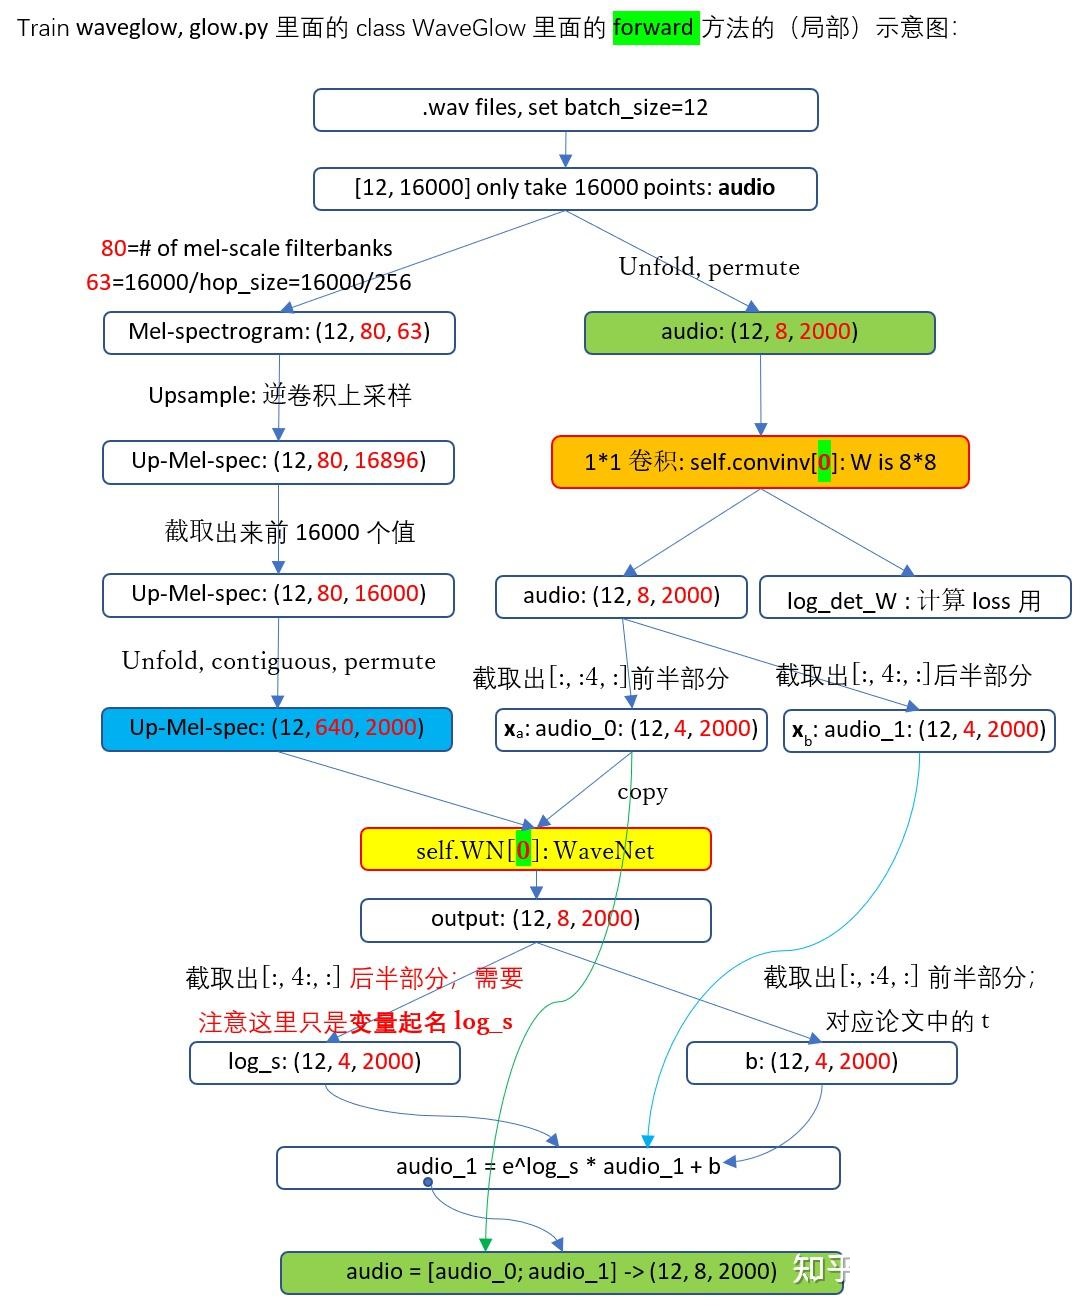 Train waveglow, glow.py 里面的 class WaveGlow 里面的 forward 方法的（局部）示意图：
.wav files, set batch_size=12
[12, 16000] only take 16000 points: audio
80=# of mel-scale filterbanks
63=16000/hop_size=16000/256
Unfold, permute
Mel-spectrogram: (12, 80, 63)
audio: (12, 8, 2000)
Upsample: 逆卷积上采样
Up-Mel-spec: (12, 80, 16896)
1*1 卷积: self.convinv[0]: W is 8*8
截取出来前 16000 个值
Up-Mel-spec: (12, 80, 16000)
audio: (12, 8, 2000)
log_det_W : 计算 loss 用
Unfold, contiguous, permute
截取出[:, :4, :]前半部分
截取出[:, 4:, :]后半部分
Up-Mel-spec: (12, 640, 2000)
xa: audio_0: (12, 4, 2000)
xb: audio_1: (12, 4, 2000)
copy
self.WN[0]: WaveNet
output: (12, 8, 2000)
截取出[:, 4:, :] 后半部分；需要
注意这里只是变量起名 log_s
截取出[:, :4, :] 前半部分；
对应论文中的 t
log_s: (12, 4, 2000)
b: (12, 4, 2000)
audio_1 = e^log_s * audio_1 + b
audio = [audio_0; audio_1] -> (12, 8, 2000)
知乎